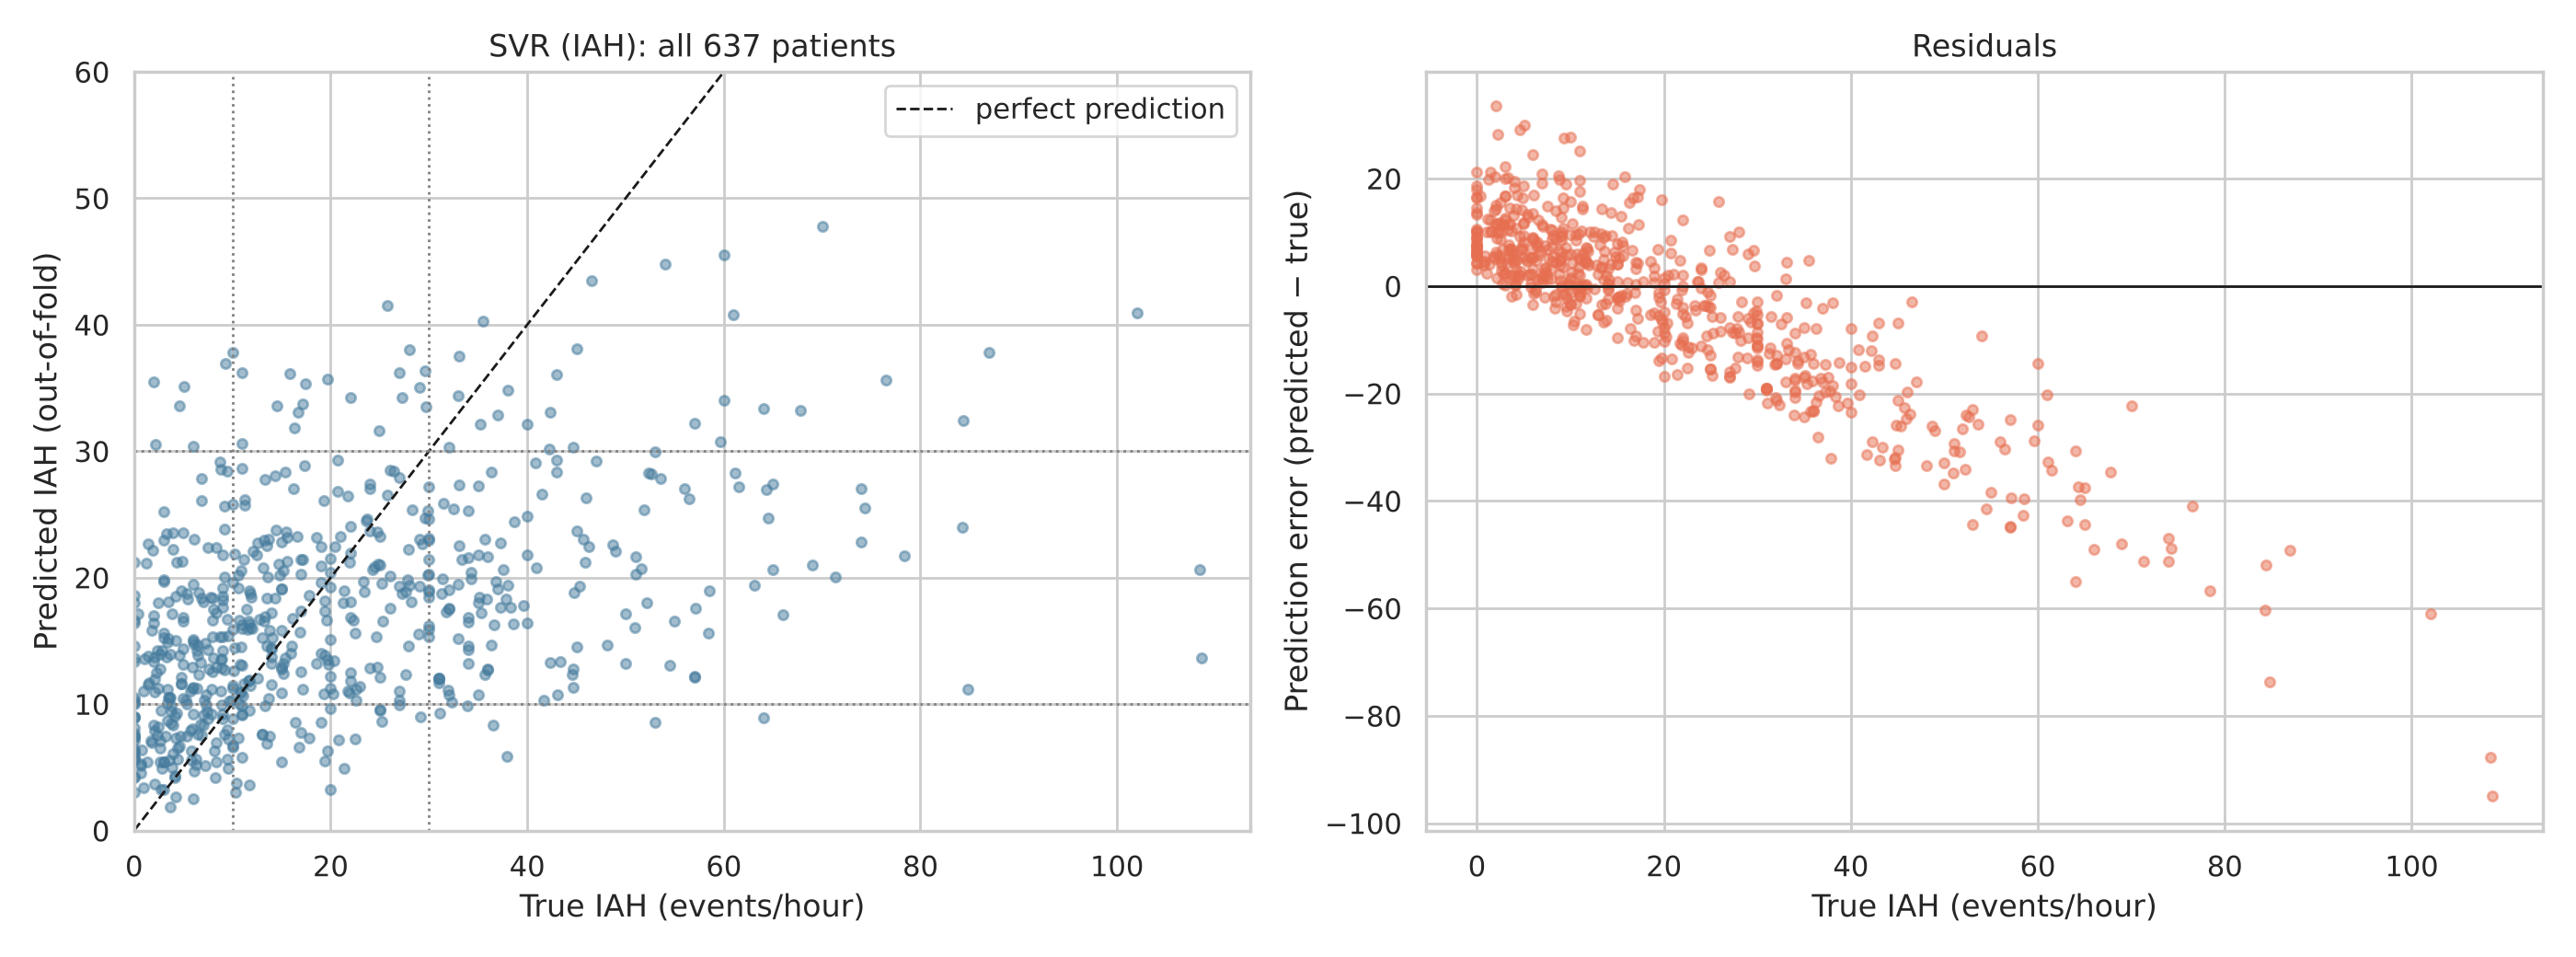 SVR (IAH): all 637 patients
perfect prediction
Predicted IAH (out-of-fold)
60
50
40
30
20
10
0
0 20 40 60 80 100
True IAH (events/hour)
Residuals
Prediction error (predicted − true)
20
0
−20
−40
−60
−80
−100
0 20 40 60 80 100
True IAH (events/hour)